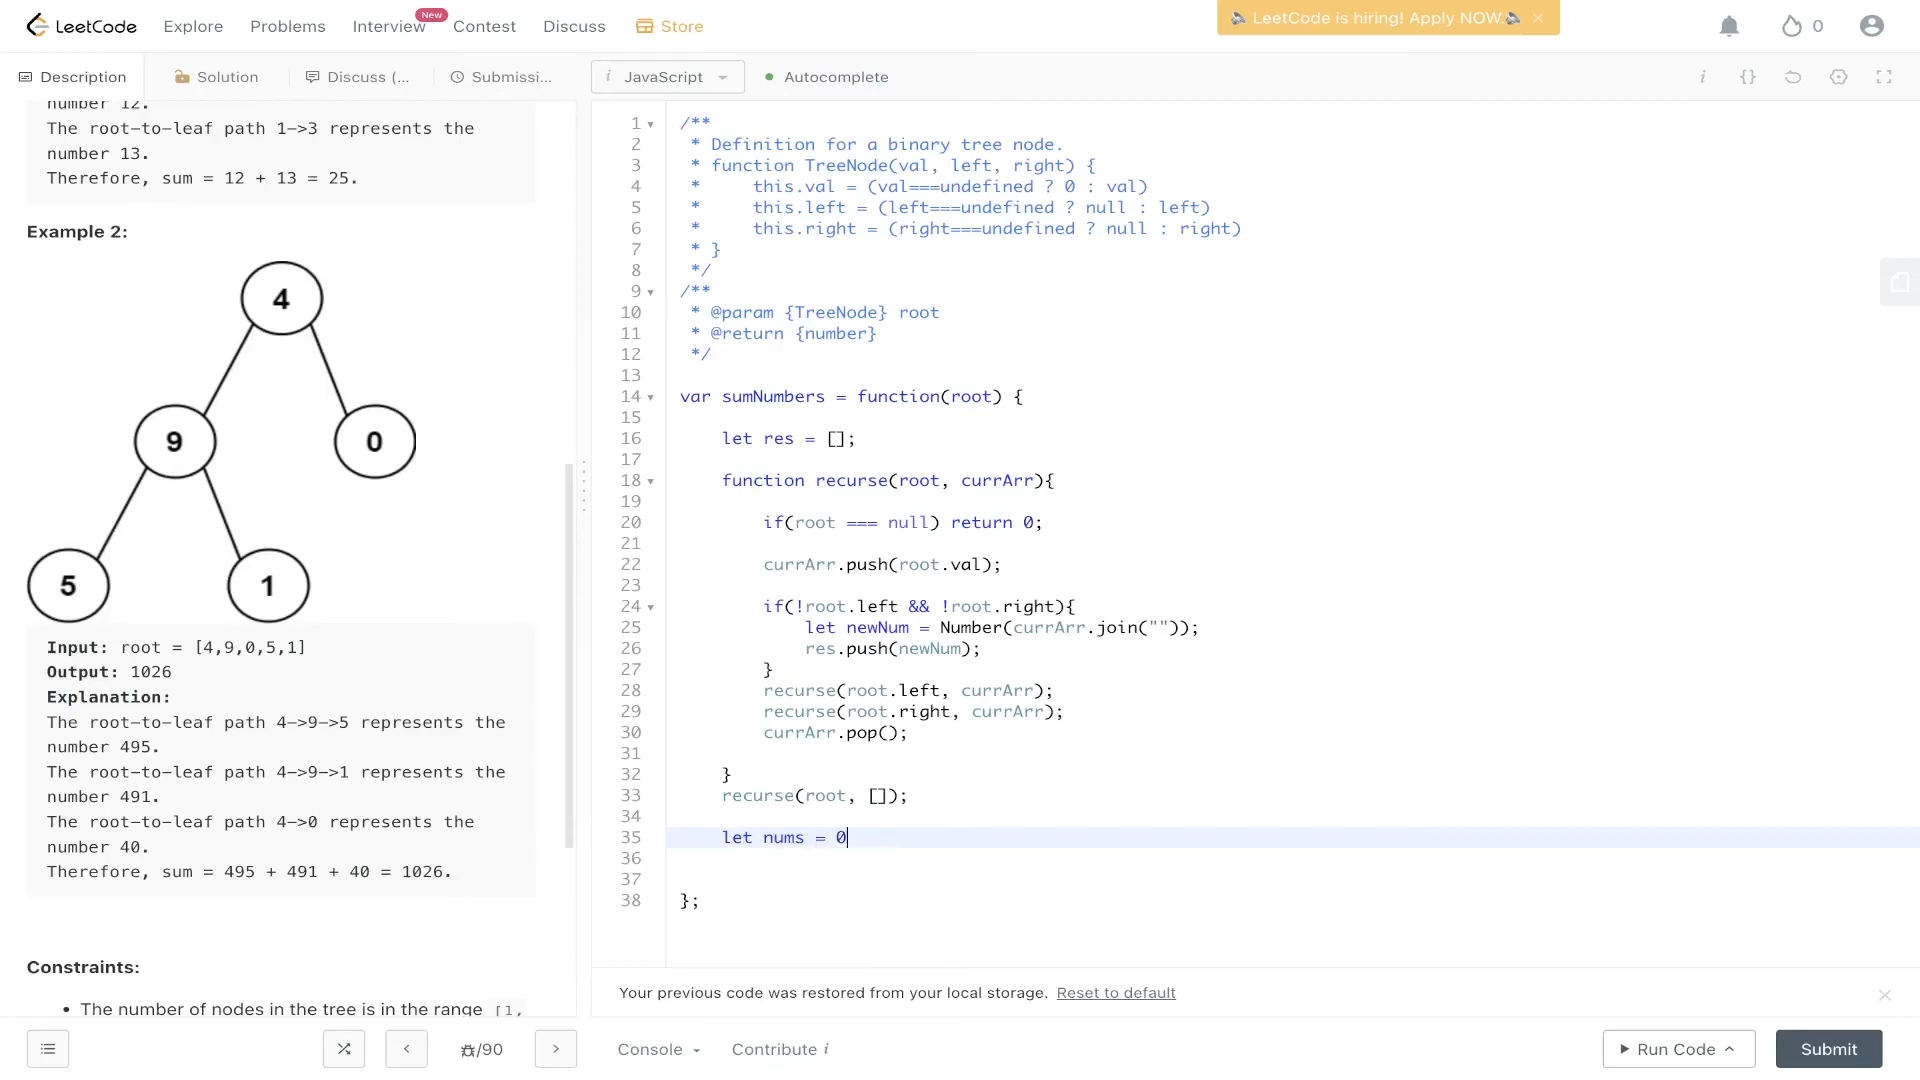 LeetCode
Explore
Problems
Interview
New
Contest
Discuss
Store
🔈 LeetCode is hiring! Apply NOW.🔈 ×
0
Description
Solution
Discuss (...
Submissi...
i JavaScript
Autocomplete
i {}
number 12.
The root-to-leaf path 1->3 represents the
number 13.
Therefore, sum = 12 + 13 = 25.
Example 2:
4
9
0
5
1
Input: root = [4,9,0,5,1]
Output: 1026
Explanation:
The root-to-leaf path 4->9->5 represents the
number 495.
The root-to-leaf path 4->9->1 represents the
number 491.
The root-to-leaf path 4->0 represents the
number 40.
Therefore, sum = 495 + 491 + 40 = 1026.
Constraints:
• The number of nodes in the tree is in the range [1,
1 /**
2 * Definition for a binary tree node.
3 * function TreeNode(val, left, right) {
4 *     this.val = (val===undefined ? 0 : val)
5 *     this.left = (left===undefined ? null : left)
6 *     this.right = (right===undefined ? null : right)
7 * }
8 */
9 /**
10 * @param {TreeNode} root
11 * @return {number}
12 */
13
14 var sumNumbers = function(root) {
15
16     let res = [];
17
18     function recurse(root, currArr){
19
20         if(root === null) return 0;
21
22         currArr.push(root.val);
23
24         if(!root.left && !root.right){
25             let newNum = Number(currArr.join(""));
26             res.push(newNum);
27         }
28         recurse(root.left, currArr);
29         recurse(root.right, currArr);
30         currArr.pop();
31
32     }
33     recurse(root, []);
34
35     let nums = 0
36
37
38 };
Your previous code was restored from your local storage. Reset to default
/90
Console
Contribute i
Run Code
Submit